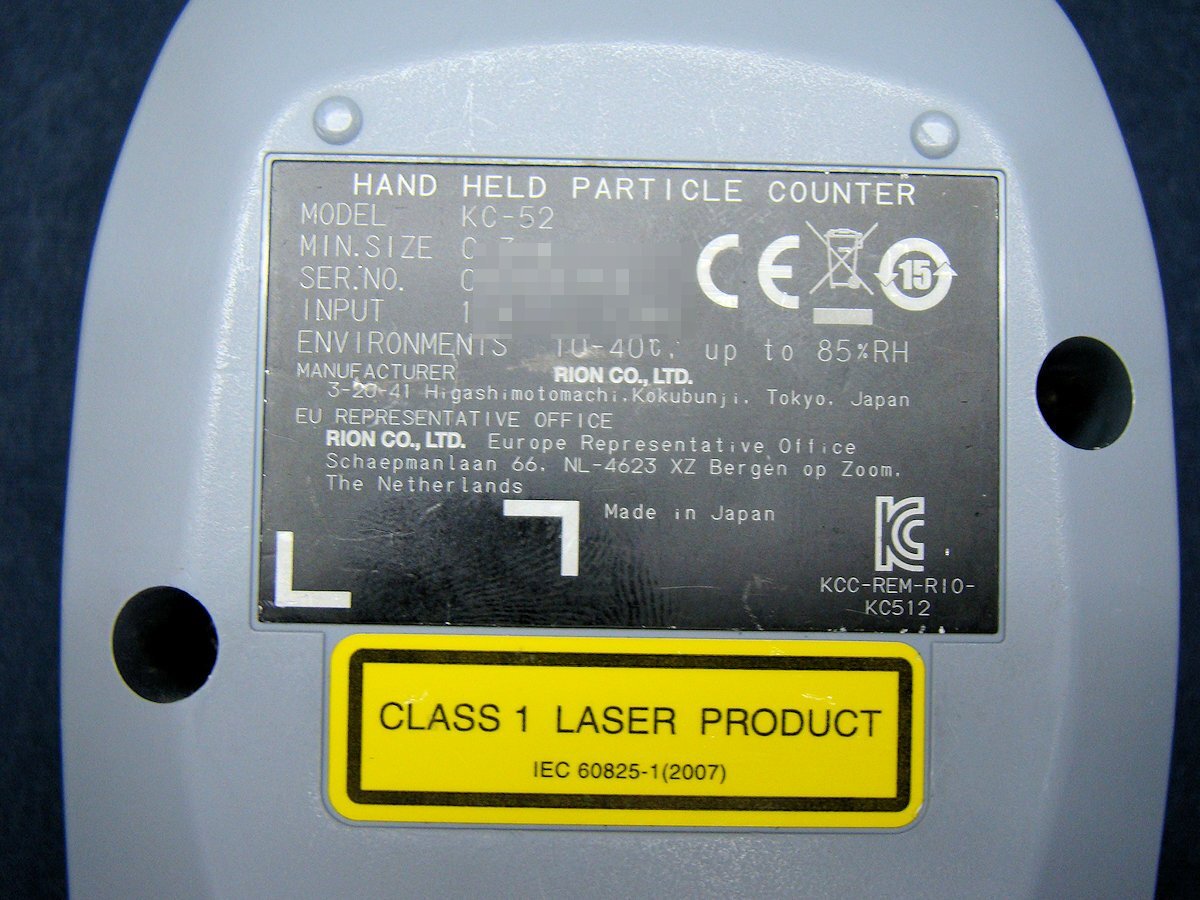 HAND HELD PARTICLE COUNTER
MODEL KC-52
MIN.SIZE
SER.NO.
INPUT
CE
15
ENVIRONMENTS 10-40℃, up to 85%RH
MANUFACTURER RION CO., LTD.
3-20-41 Higashimotomachi, Kokubunji, Tokyo, Japan
EU REPRESENTATIVE OFFICE
RION CO., LTD. Europe Representative Office
Schaepmanlaan 66, NL-4623 XZ Bergen op Zoom,
The Netherlands
Made in Japan
KC
KCC-REM-RIO-
KC512
CLASS 1 LASER PRODUCT
IEC 60825-1(2007)